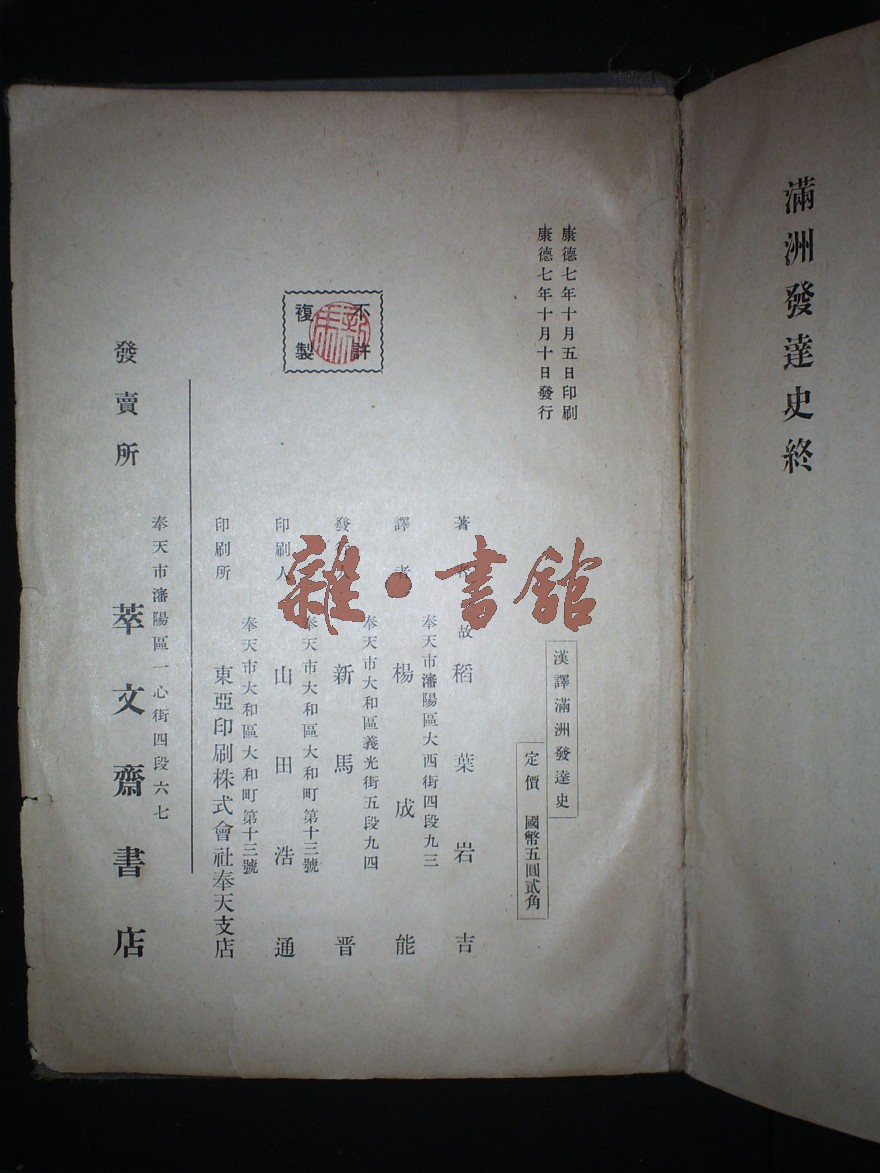 滿洲發達史終
康德七年十月五日印刷
康德七年十月十日發行
漢譯滿洲發達史
定價 國幣五圓貳角
著 故 稻葉岩吉
奉天市瀋陽區大西街四段九三
譯者 楊成能
奉天市大和區義光街五段九四
發 新馬晋
奉天市大和區大和町第十三號
印刷人 山田浩通
奉天市大和區大和町第十三號
印刷所 東亞印刷株式會社奉天支店
不許
複製
奉天市瀋陽區一心街四段六七
發賣所 萃文齋書店
雜·書館